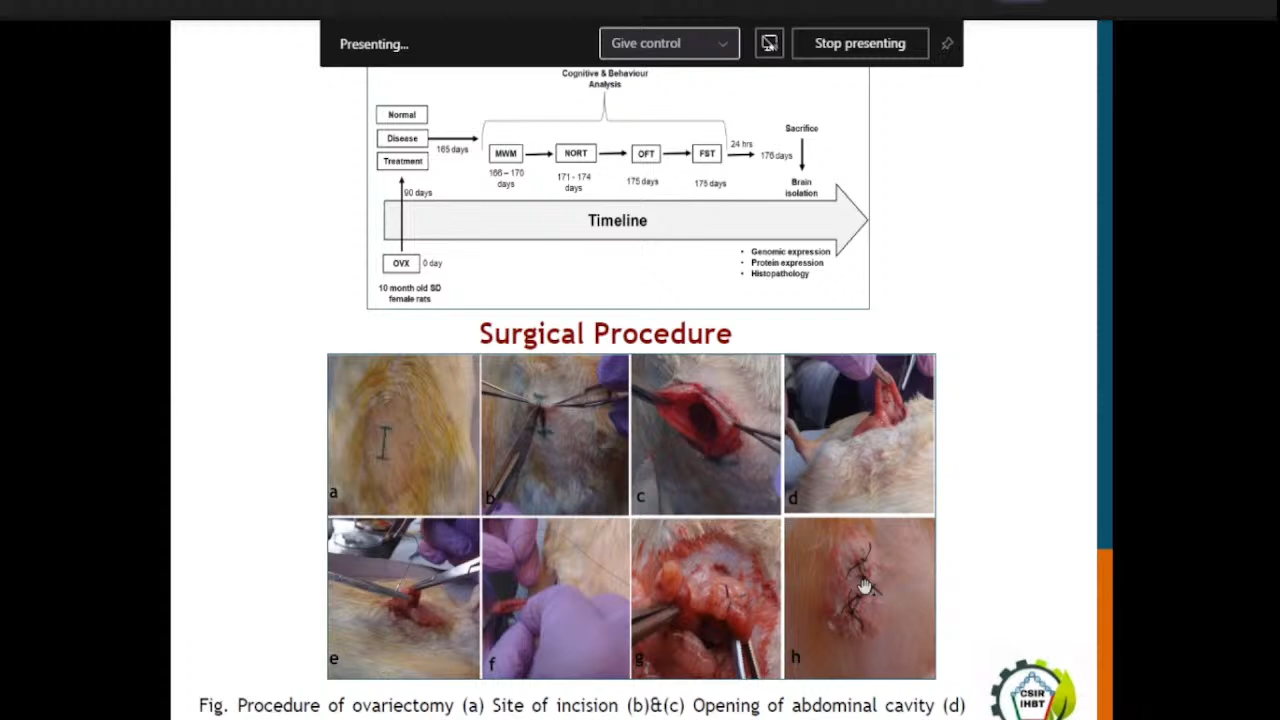 Presenting...
Give control
Stop presenting
Cognitive & Behaviour
Analysis
Normal
Disease
Treatment
165 days
MWM
NORT
OFT
FST
24 hrs
176 days
Sacrifice
166 – 170
days
171 - 174
days
175 days
175 days
Brain
isolation
90 days
Timeline
OVX
0 day
10 month old SD
female rats
• Genomic expression
• Protein expression
• Histopathology
Surgical Procedure
a
b
c
d
e
f
g
h
CSIR
IHBT
Fig. Procedure of ovariectomy (a) Site of incision (b)&(c) Opening of abdominal cavity (d)